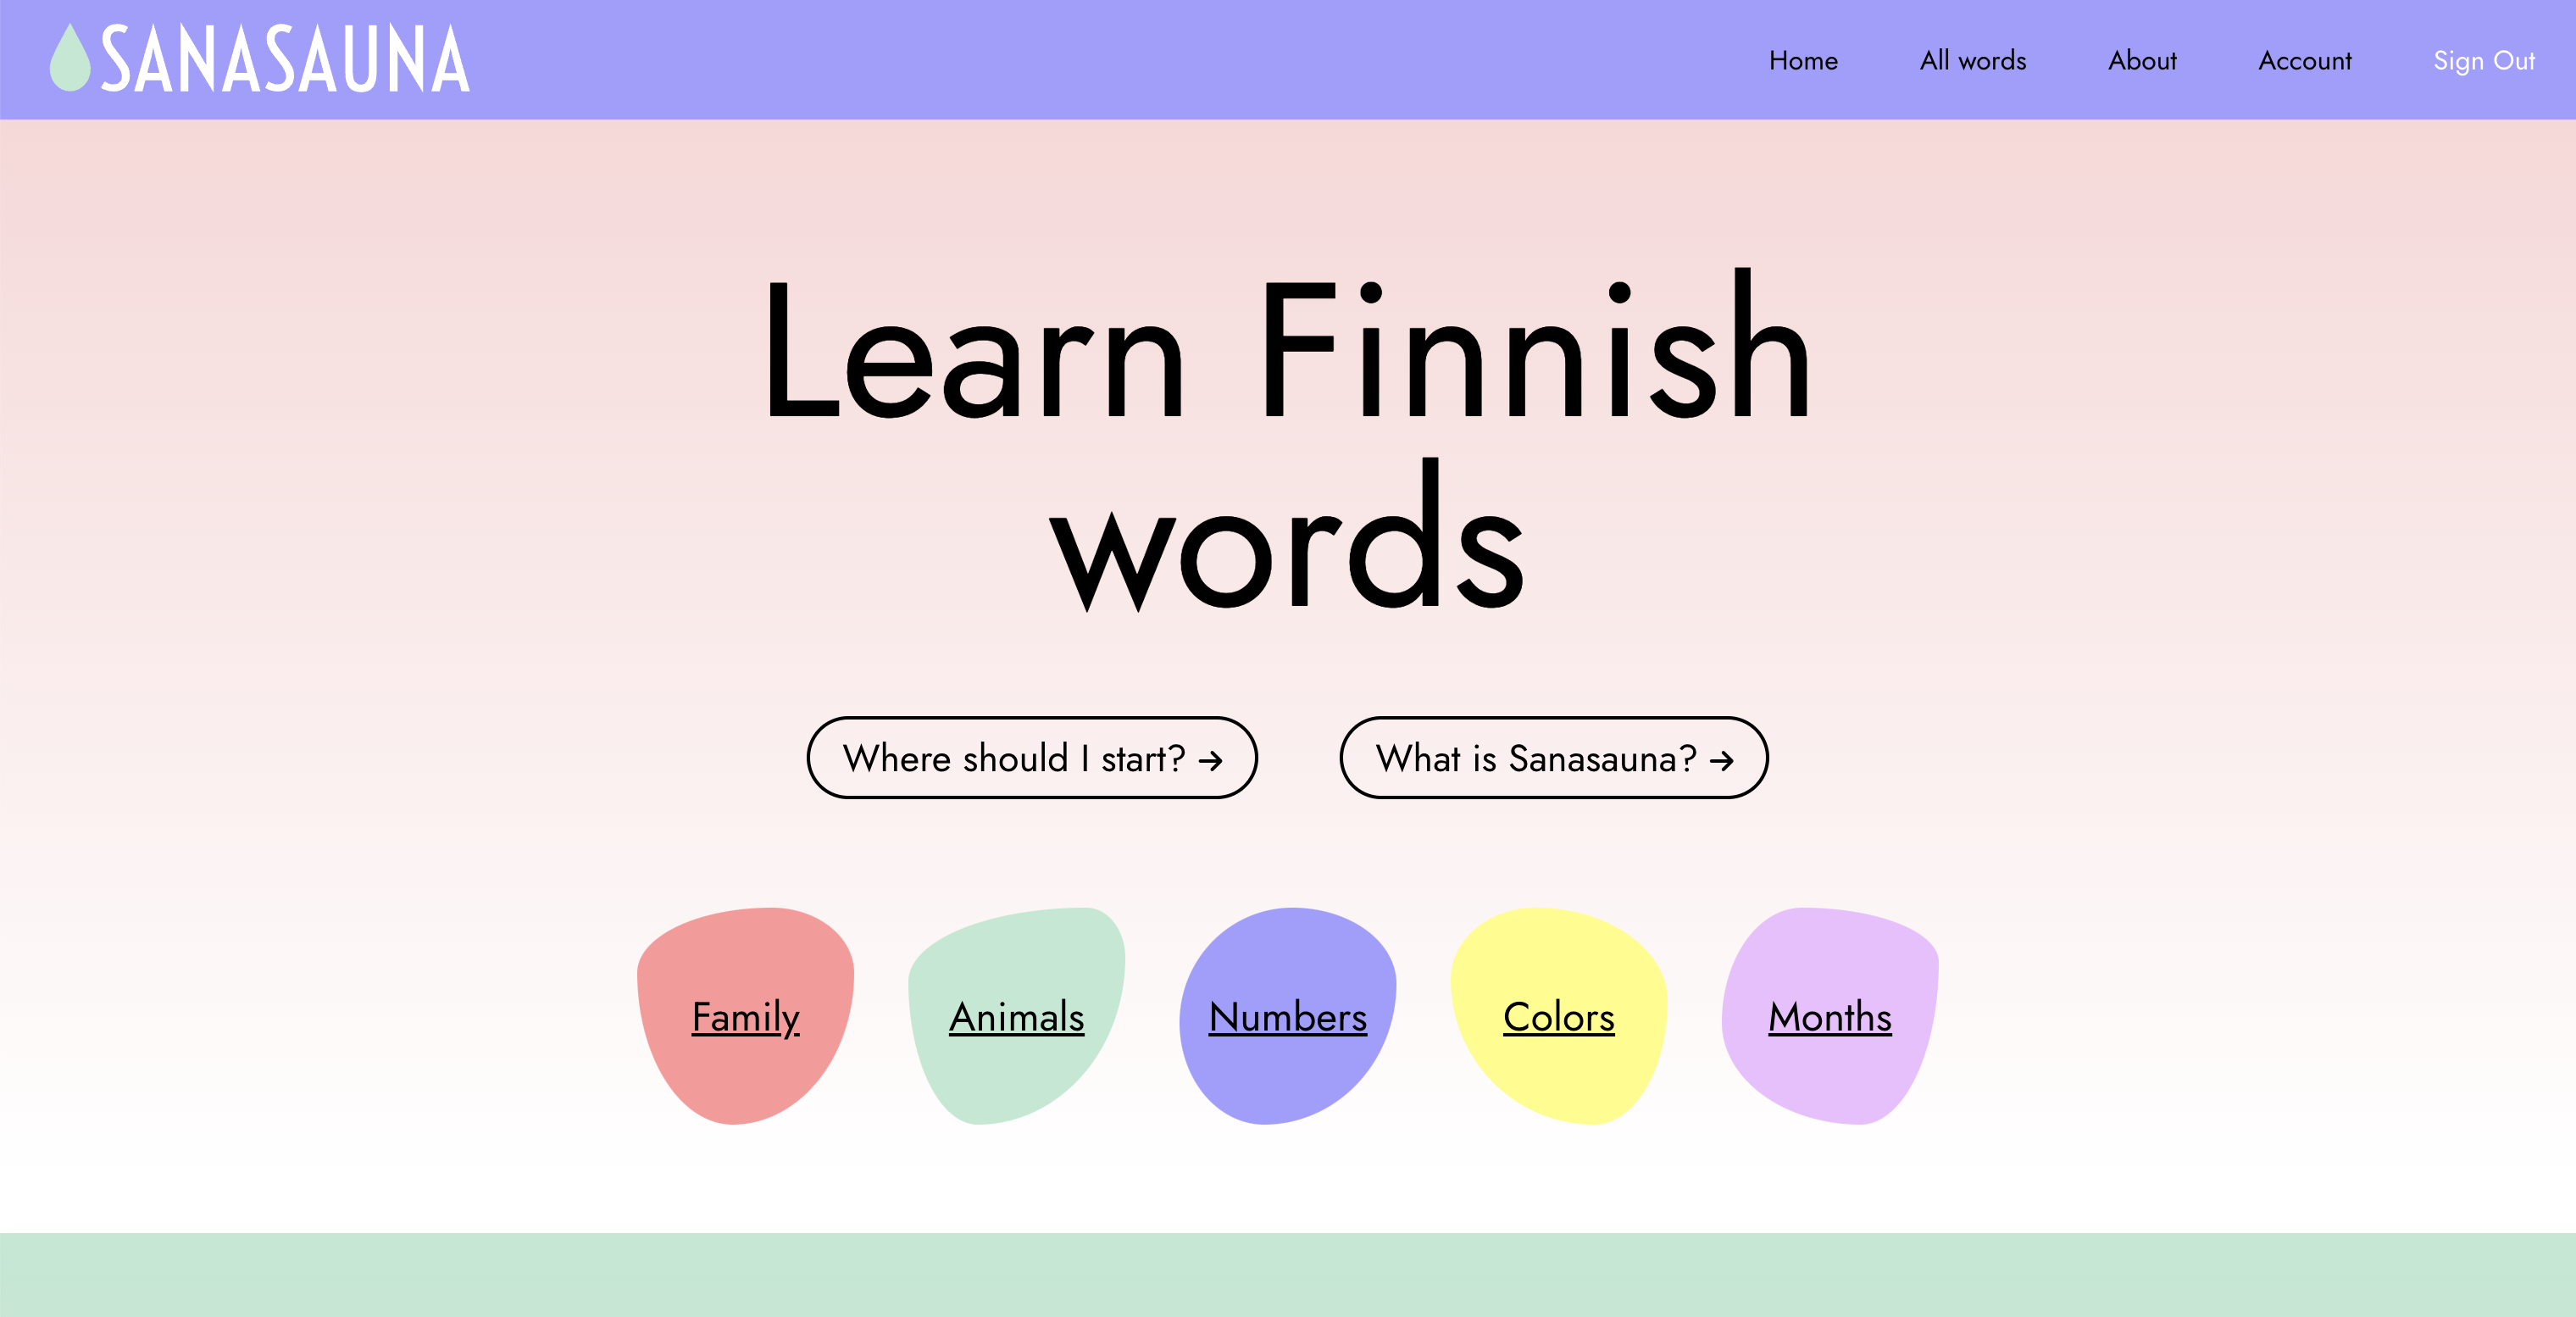 SANASAUNA
Home All words About Account Sign Out
Learn Finnish
words
Where should I start? → What is Sanasauna? →
Family Animals Numbers Colors Months